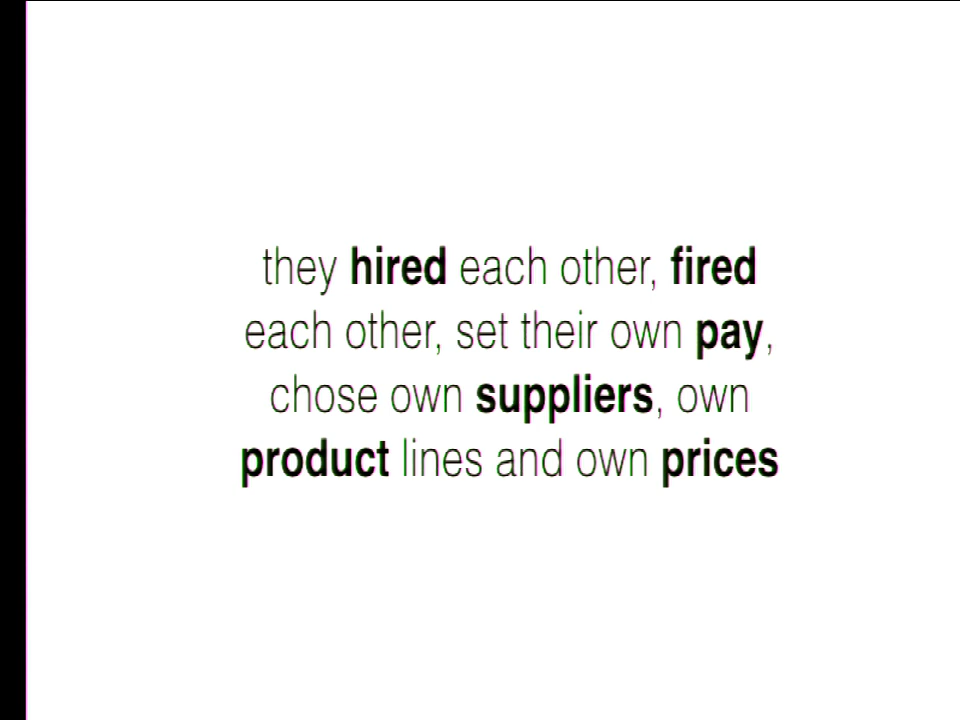 they hired each other, fired
each other, set their own pay,
chose own suppliers, own
product lines and own prices